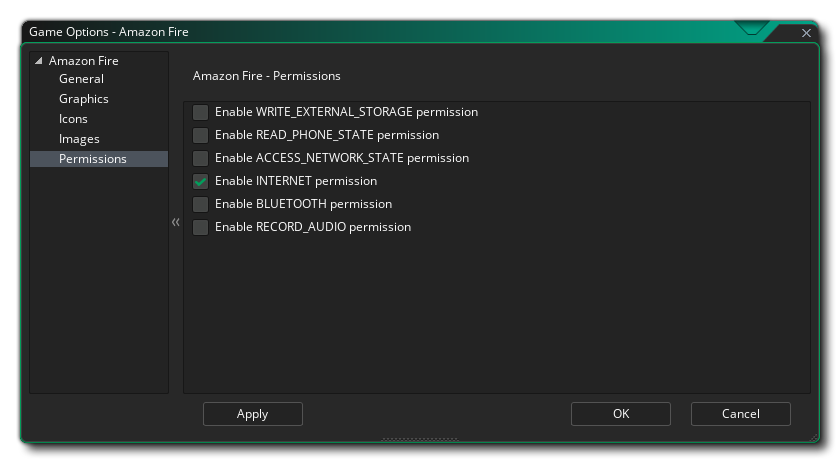 Game Options - Amazon Fire
Amazon Fire
General
Graphics
Icons
Images
Permissions
Amazon Fire - Permissions
Enable WRITE_EXTERNAL_STORAGE permission
Enable READ_PHONE_STATE permission
Enable ACCESS_NETWORK_STATE permission
Enable INTERNET permission
Enable BLUETOOTH permission
Enable RECORD_AUDIO permission
Apply
OK
Cancel